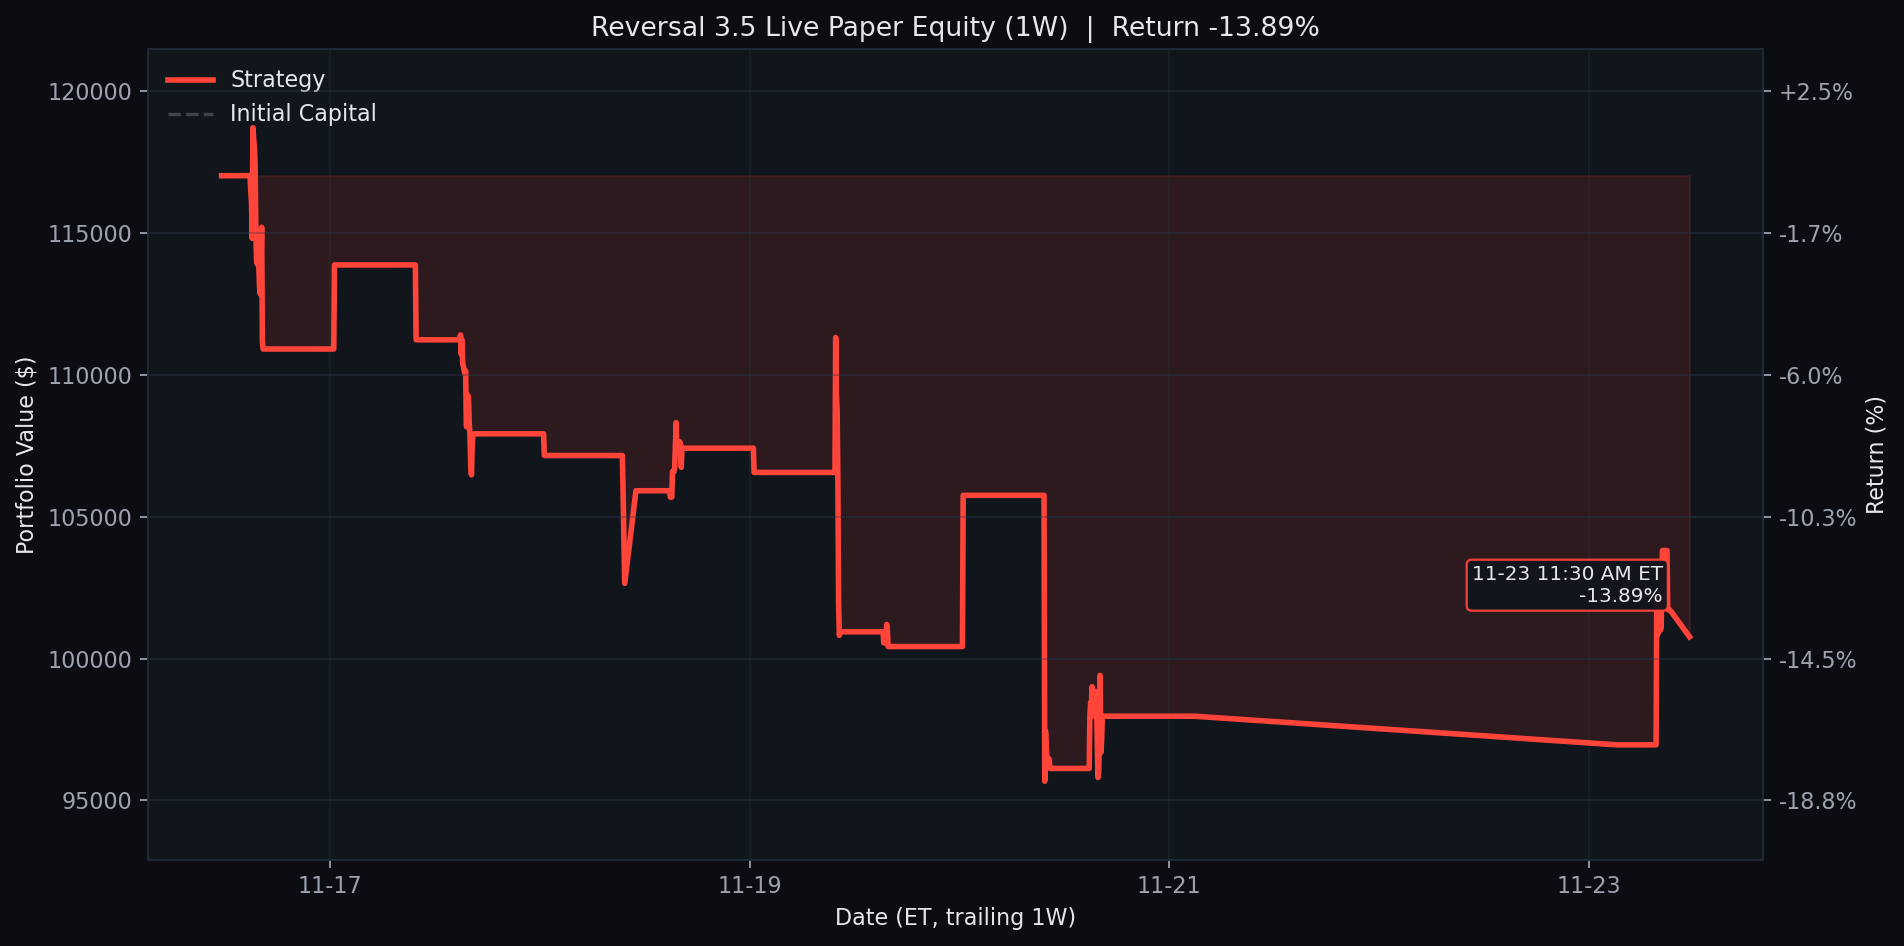 Reversal 3.5 Live Paper Equity (1W)  |  Return -13.89%
Strategy
Initial Capital
120000
115000
110000
105000
100000
95000
Portfolio Value ($)
+2.5%
-1.7%
-6.0%
-10.3%
-14.5%
-18.8%
Return (%)
11-23 11:30 AM ET
-13.89%
11-17
11-19
11-21
11-23
Date (ET, trailing 1W)